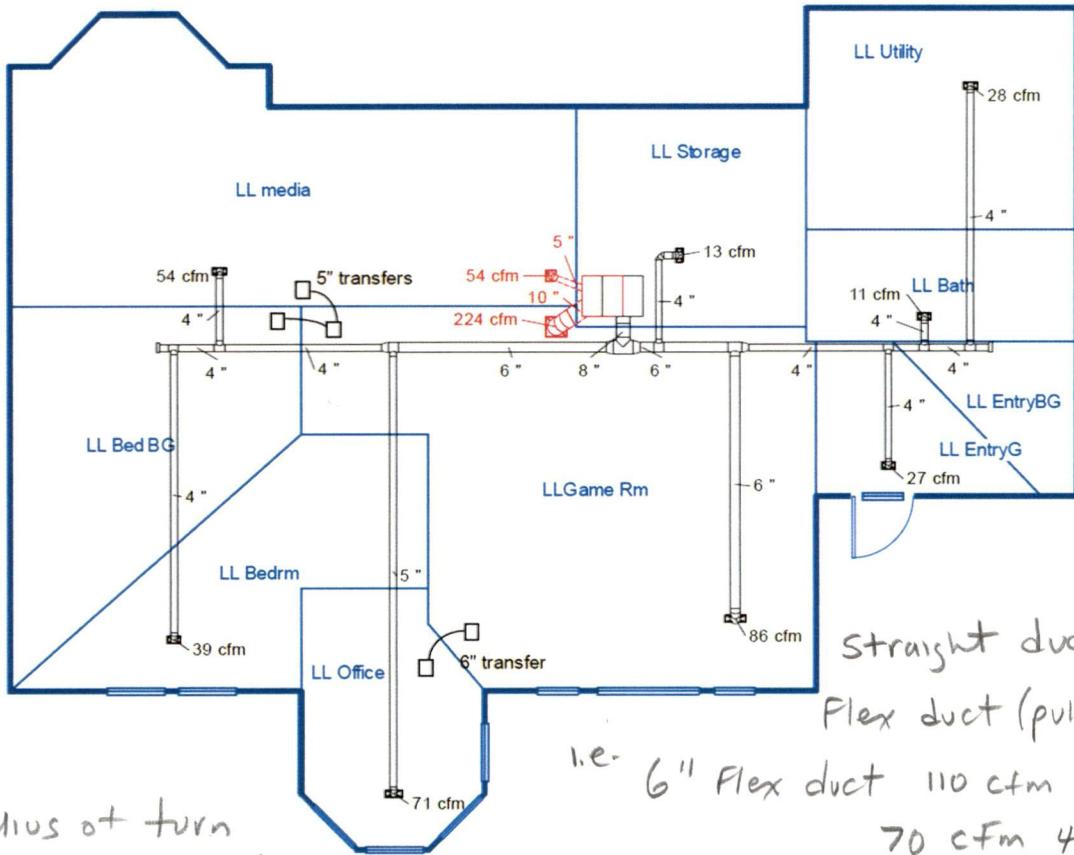 LL Utility
28 cfm
LL Storage
LL media
4 "
5 "
13 cfm
54 cfm
5" transfers
54 cfm
11 cfm
LL Bath
10 "
4 "
4 "
4 "
224 cfm
4 "
4 "
6 "
8 "
6 "
4 "
4 "
LL EntryBG
4 "
LL Bed BG
LL EntryG
27 cfm
4 "
LLGame Rm
6 "
LL Bedrm
5 "
39 cfm
86 cfm
6" transfer
LL Office
straight
Flex duct
i.e. 6" Flex duct 110 cfm
71 cfm
of turn
70 cfm